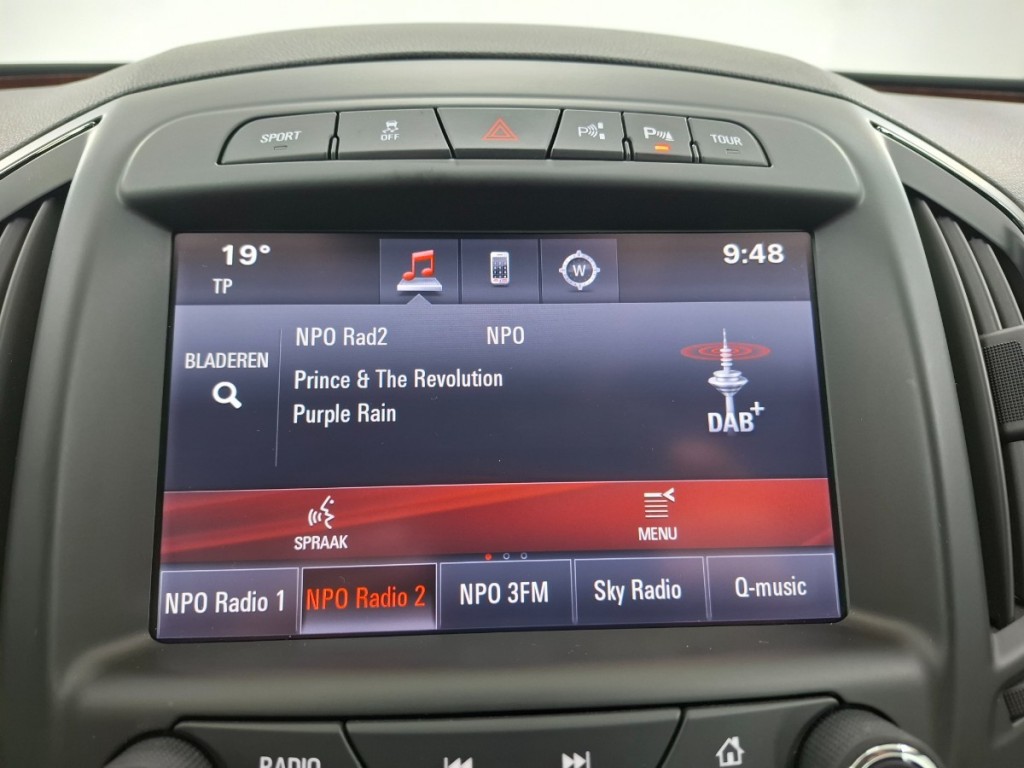 SPORT
OFF
P
P
TOUR
19°
W
9:48
TP
NPO Rad2 NPO
BLADEREN
Prince & The Revolution
Purple Rain
DAB+
SPRAAK
MENU
NPO Radio 1
NPO Radio 2
NPO 3FM
Sky Radio
Q-music
RADIO